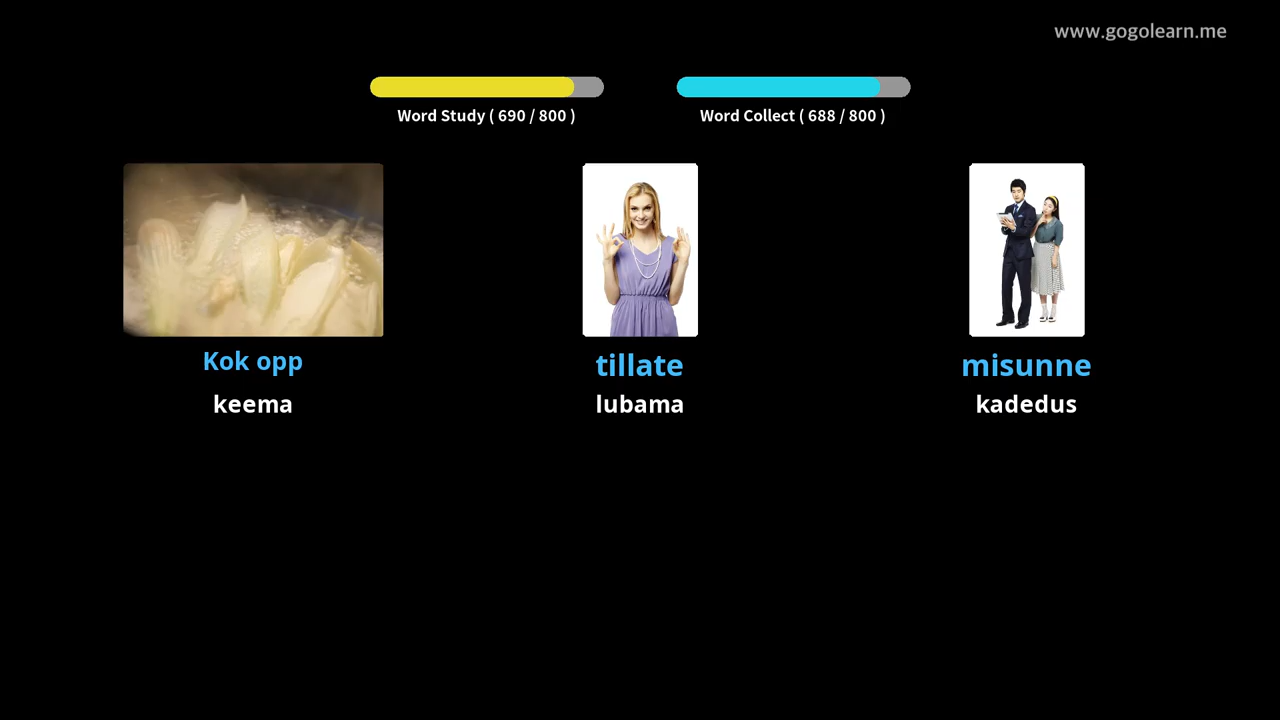 www.gogolearn.me
Word Study ( 690 / 800 )
Word Collect ( 688 / 800 )
Kok opp
tillate
misunne
keema
lubama
kadedus